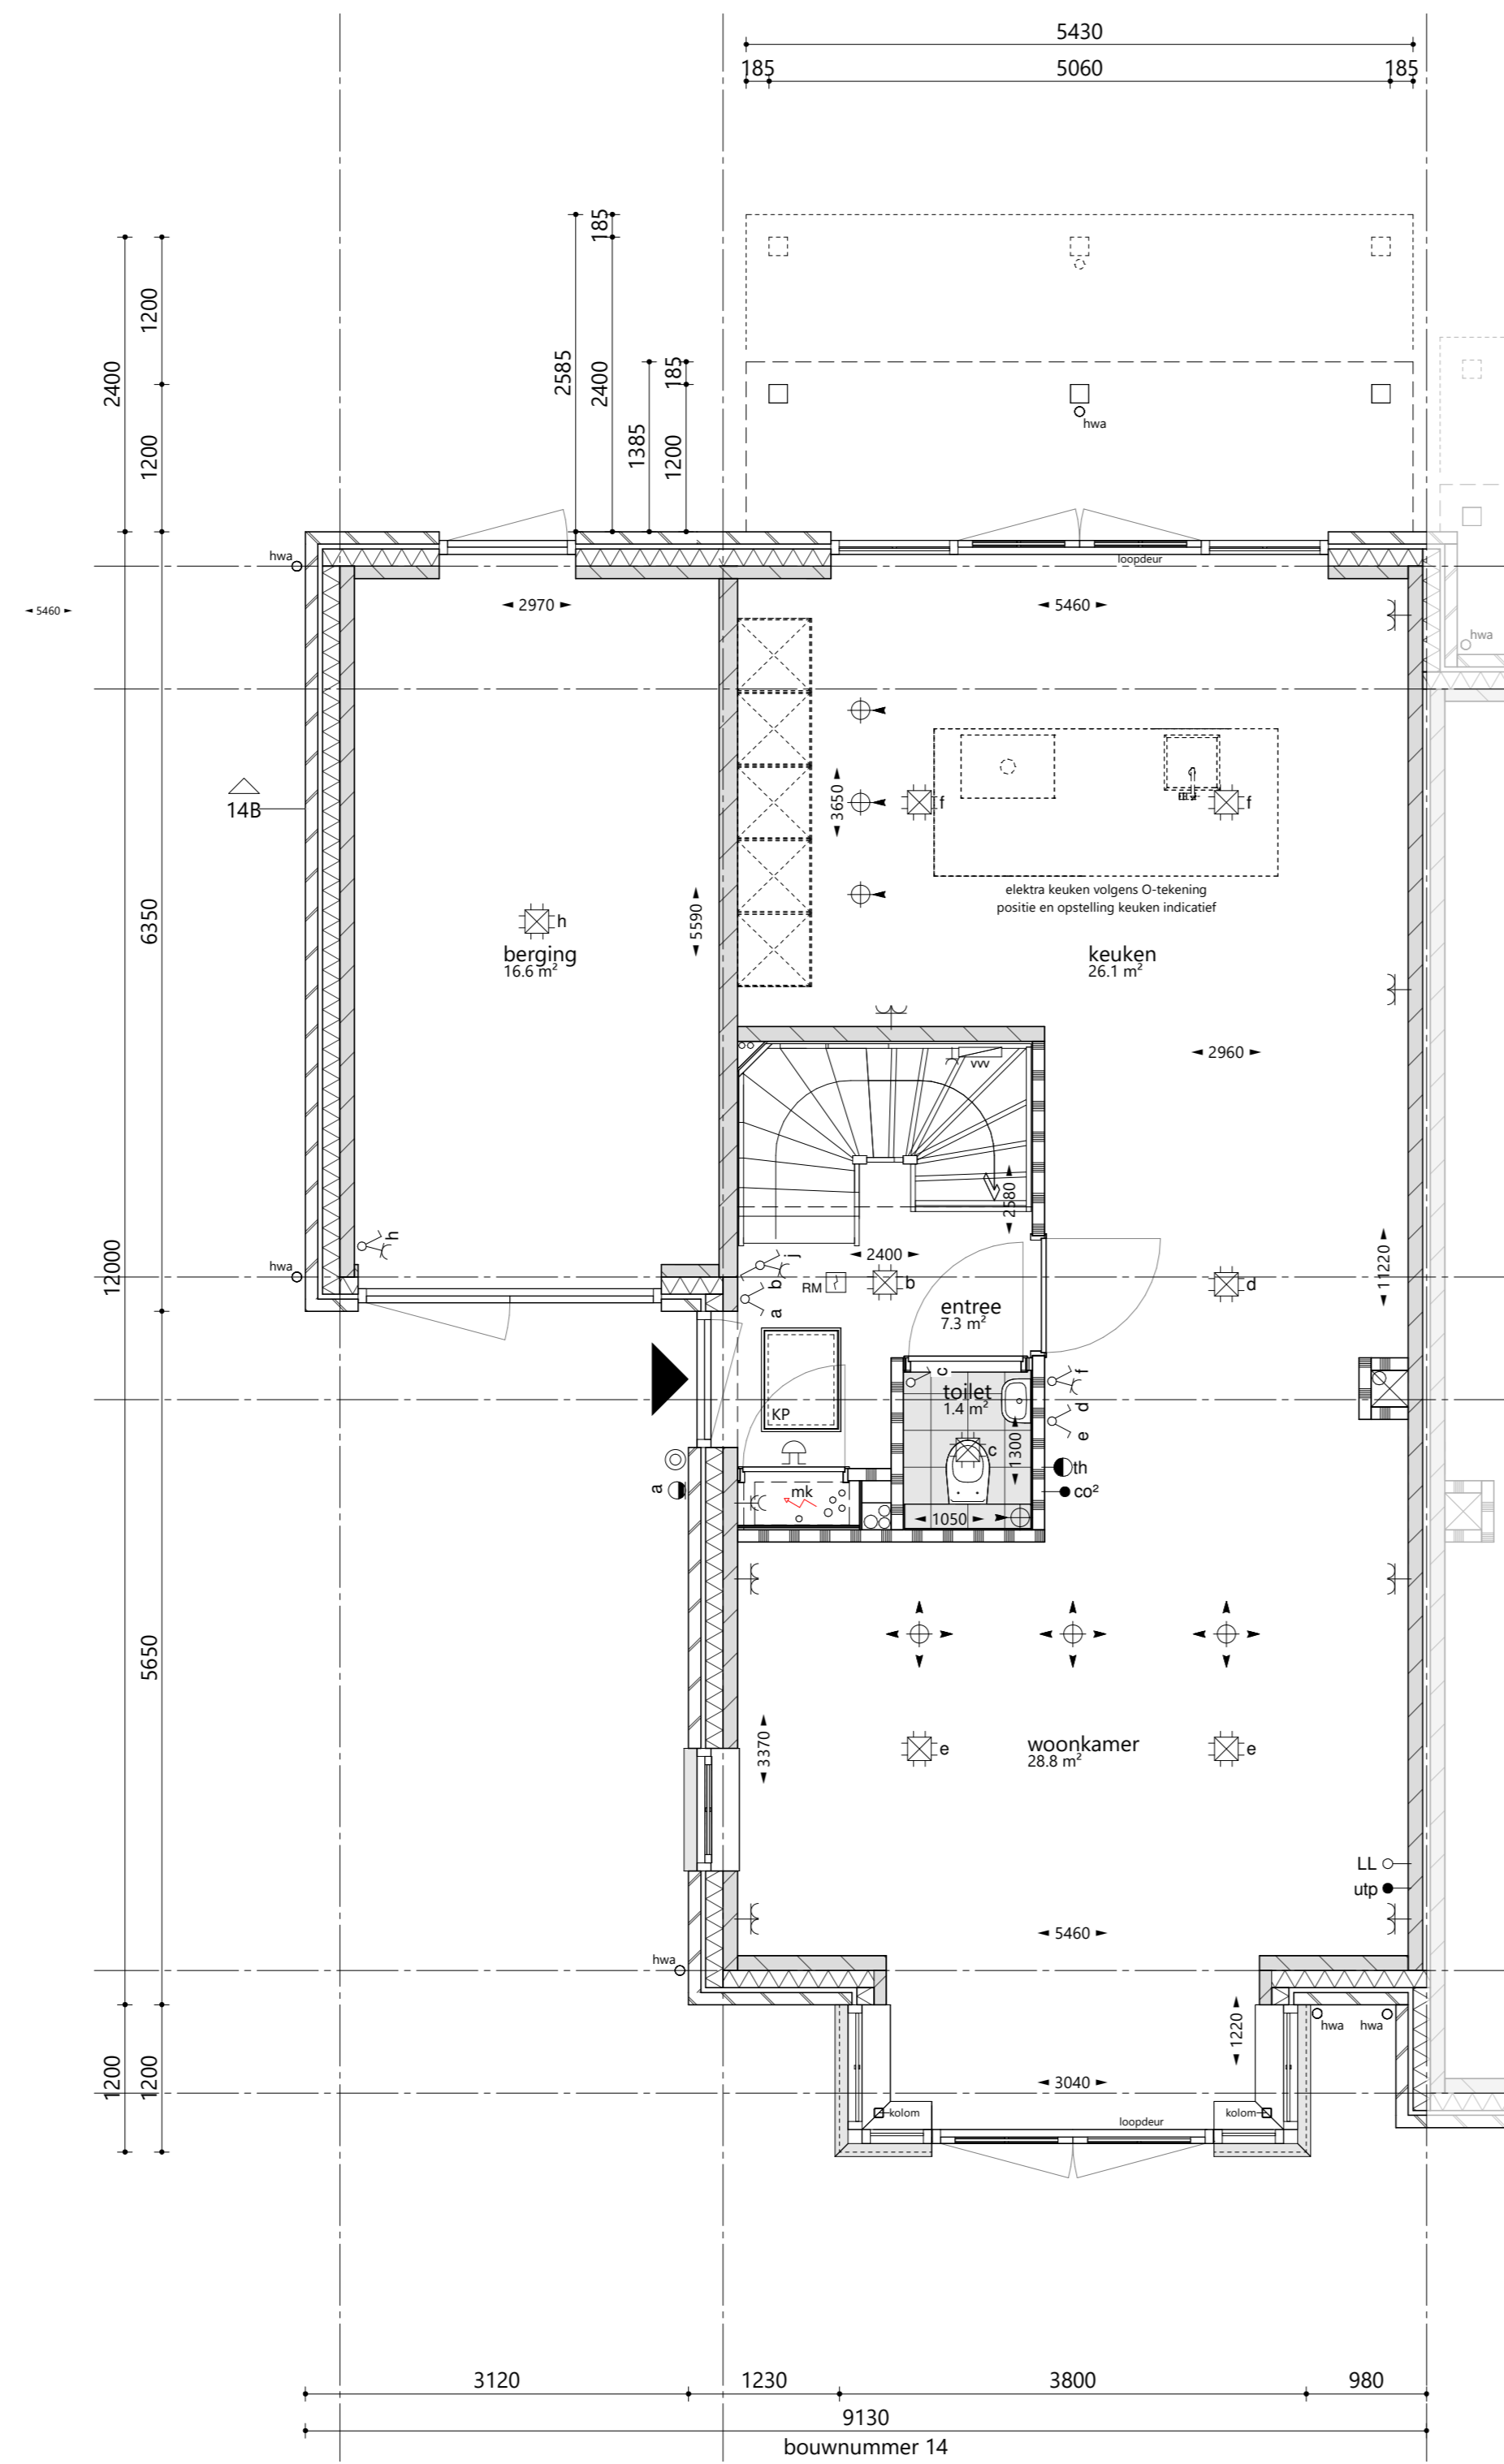 5430
185 5060 185
185
1200
2400
2585
2400
185
1385
1200
1200
hwa
hwa
loopdeur
hwa
5460
2970
5460
14B
3650
f
f
elektra keuken volgens O-tekening
positie en opstelling keuken indicatief
6350
5590
h
berging
16.6 m²
keuken
26.1 m²
2960
vvv
2580
h
12000
hwa
2400
j
b
a
RM
b
entree
7.3 m²
d
11220
c
toilet
1.4 m²
f
d
e
KP
1300
c
th
a
mk
co²
1050
5650
3370
e
woonkamer
28.8 m²
e
LL
utp
5460
hwa
1220
hwa hwa
1200
1200
3040
kolom
kolom
loopdeur
3120 1230 3800 980
9130
bouwnummer 14